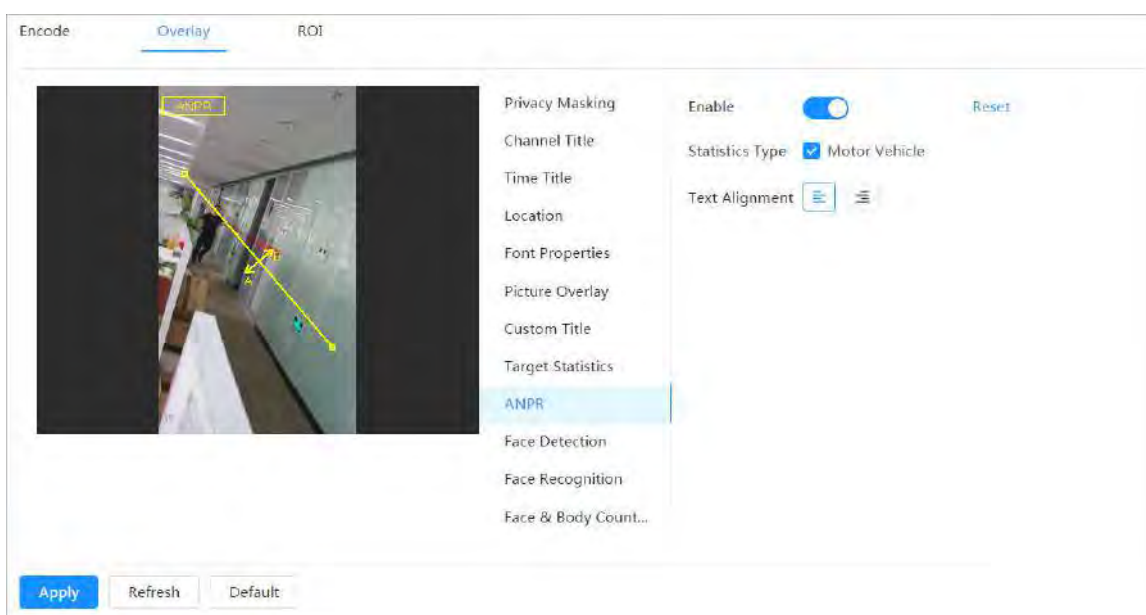 Encode Overlay ROI
ANPR
A B
Privacy Masking
Channel Title
Time Title
Location
Font Properties
Picture Overlay
Custom Title
Target Statistics
ANPR
Face Detection
Face Recognition
Face & Body Count...
Enable Reset
Statistics Type Motor Vehicle
Text Alignment
Apply Refresh Default